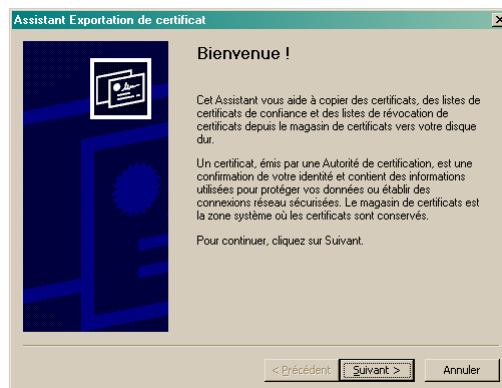 Assistant Exportation de certificat
Bienvenue !
Cet Assistant vous aide à copier des certificats, des listes de
certificats de confiance et des listes de révocation de
certificats depuis le magasin de certificats vers votre disque
dur.
Un certificat, émis par une Autorité de certification, est une
confirmation de votre identité et contient des informations
utilisées pour protéger vos données ou établir des
connexions réseau sécurisées. Le magasin de certificats est
la zone système où les certificats sont conservés.
Pour continuer, cliquez sur Suivant.
< Précédent
Suivant >
Annuler